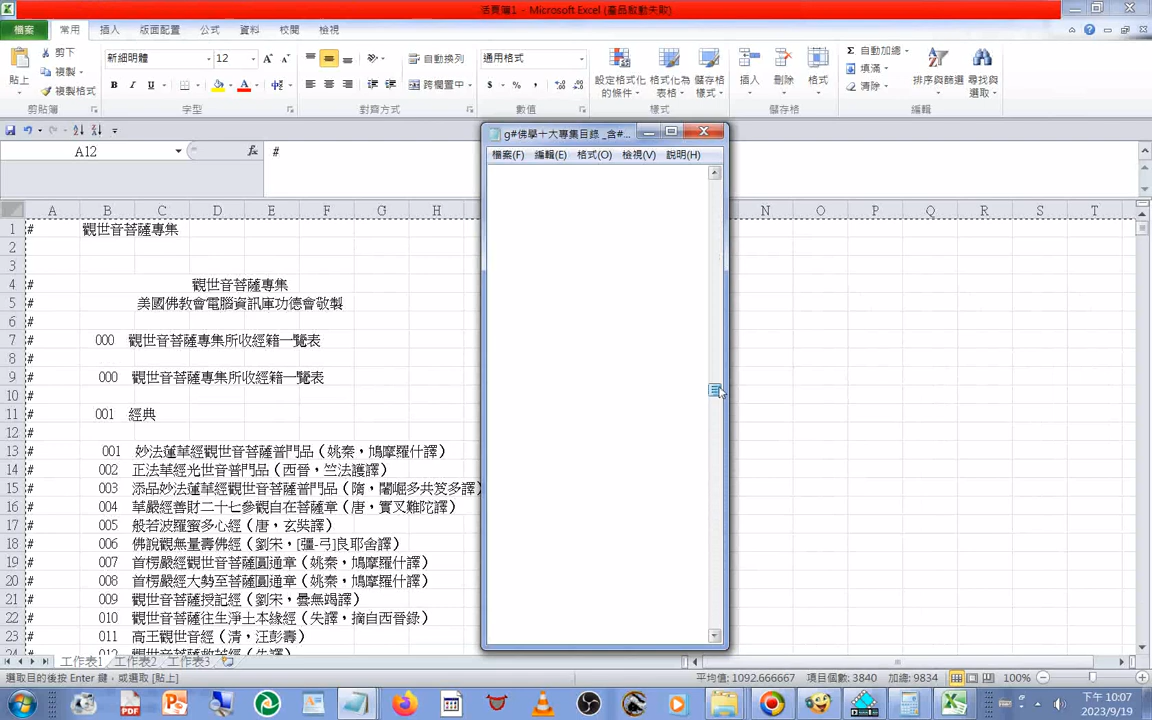 活頁簿1 - Microsoft Excel (產品啟動失敗)
檔案 常用 插入 版面配置 公式 資料 校閱 檢視
貼上 剪下 複製 複製格式 剪貼簿
新細明體 12 B I U A 字型
自動換列 跨欄置中 對齊方式
通用格式 $ % , 數值
設定格式化的條件 格式化為表格 儲存格樣式 樣式
插入 刪除 格式 儲存格
Σ 自動加總 填滿 清除 排序與篩選 尋找與選取 編輯
A12 fx #
g#佛學十大專集目錄 _含#...
檔案(F) 編輯(E) 格式(O) 檢視(V) 說明(H)
A B C D E F G H N O P Q R S T
1 # 觀世音菩薩專集
2
3
4 # 觀世音菩薩專集
5 # 美國佛教會電腦資訊庫功德會敬製
6 #
7 # 000 觀世音菩薩專集所收經籍一覽表
8 #
9 # 000 觀世音菩薩專集所收經籍一覽表
10 #
11 # 001 經典
12 #
13 # 001 妙法蓮華經觀世音菩薩普門品(姚秦，鳩摩羅什譯)
14 # 002 正法華經光世音普門品(西晉，竺法護譯)
15 # 003 添品妙法蓮華經觀世音菩薩普門品(隋，闍崛多共笈多譯)
16 # 004 華嚴經善財二十七參觀自在菩薩章(唐，實叉難陀譯)
17 # 005 般若波羅蜜多心經(唐，玄奘譯)
18 # 006 佛說觀無量壽佛經(劉宋，[彊-弓]良耶舍譯)
19 # 007 首楞嚴經觀世音菩薩圓通章(姚秦，鳩摩羅什譯)
20 # 008 首楞嚴經大勢至菩薩圓通章(姚秦，鳩摩羅什譯)
21 # 009 觀世音菩薩授記經(劉宋，曇無竭譯)
22 # 010 觀世音菩薩往生淨土本緣經(失譯，摘自西晉錄)
23 # 011 高王觀世音經(清，汪彭壽)
24 # 012 觀世音菩薩救苦經(失譯)
工作表1 工作表2 工作表3
選取目的後按 Enter 鍵，或選取 [貼上] 平均值: 1092.666667 項目個數: 3840 加總: 9834 100%
下午 10:07
2023/9/19